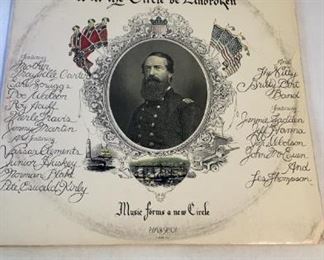 Will the Circle be Unbroken
featuring
Mother
Maybelle Carter
Earl Scruggs
Doc Watson
Roy Acuff
Merle Travis
Jimmy Martin
also featuring
Vassar Clements
Junior Huskey
Norman Blake
Pete Oswald Kirby
and
The Nitty
Gritty Dirt
Band
featuring
Jimmie Fadden
Jeff Hanna
Jim Ibbotson
John McEuen
And
Les Thompson
Music forms a new Circle